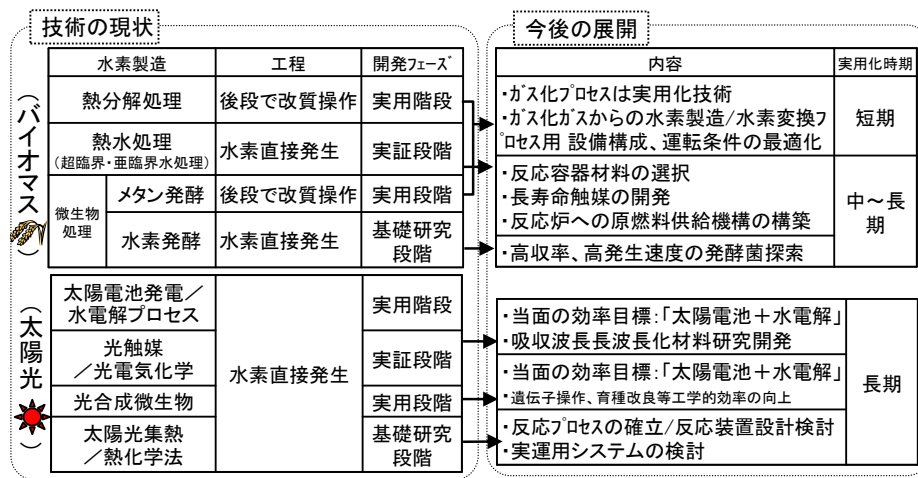 技術の現状
今後の展開
水素製造 工程 開発フェーズ
内容 実用化時期
（バイオマス）
熱分解処理 後段で改質操作 実用階段
熱水処理
（超臨界・亜臨界水処理） 水素直接発生 実証段階
微生物
処理
メタン発酵 後段で改質操作 実用段階
水素発酵 水素直接発生 基礎研究
段階
・ガス化プロセスは実用化技術
・ガス化ガスからの水素製造/水素変換プ
ロセス用 設備構成、運転条件の最適化
短期
・反応容器材料の選択
・長寿命触媒の開発
・反応炉への原燃料供給機構の構築
・高収率、高発生速度の発酵菌探索
中～長
期
（太陽光）
太陽電池発電／
水電解プロセス
水素直接発生
実用階段
光触媒
／光電気化学
実証段階
光合成微生物 実用段階
太陽光集熱
／熱化学法
基礎研究
段階
・当面の効率目標：「太陽電池＋水電解」
・吸収波長長波長化材料研究開発
・当面の効率目標：「太陽電池＋水電解」
・遺伝子操作、育種改良等工学的効率の向上
・反応プロセスの確立/反応装置設計検討
・実運用システムの検討
長期